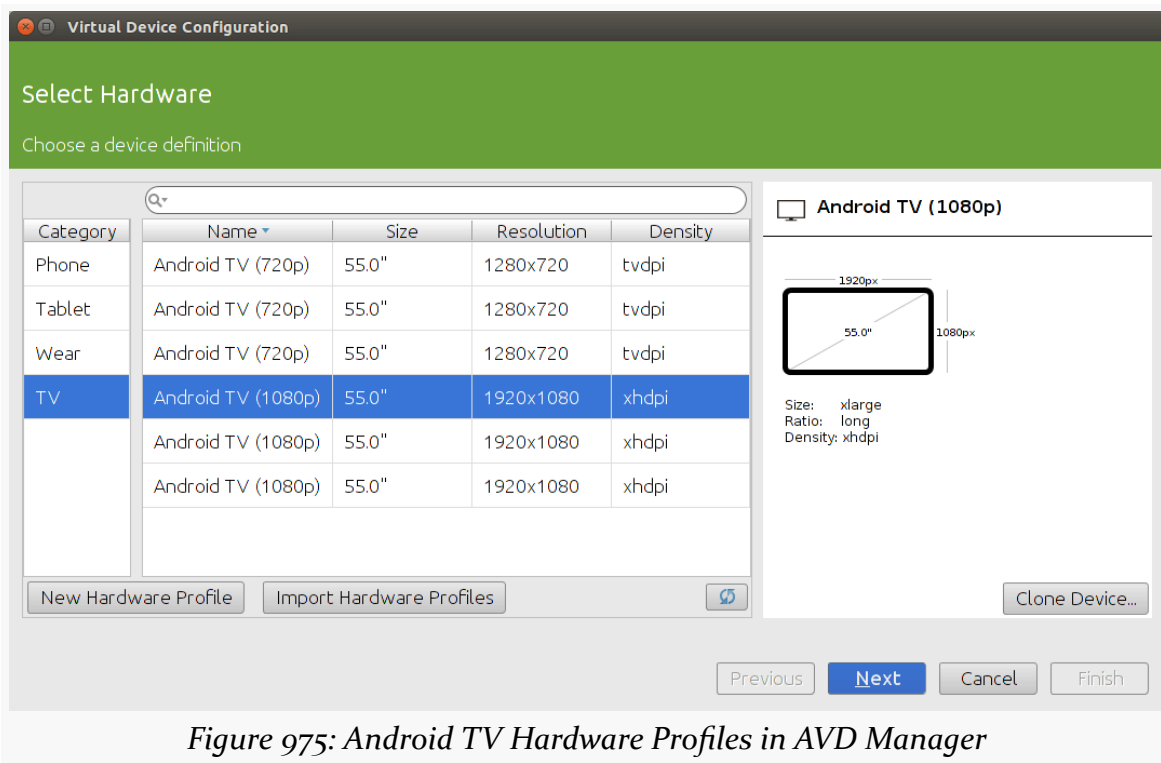 Virtual Device Configuration
Select Hardware
Choose a device definition
Category Name Size Resolution Density
Phone Android TV (720p) 55.0" 1280x720 tvdpi
Tablet Android TV (720p) 55.0" 1280x720 tvdpi
Wear Android TV (720p) 55.0" 1280x720 tvdpi
TV Android TV (1080p) 55.0" 1920x1080 xhdpi
Android TV (1080p) 55.0" 1920x1080 xhdpi
Android TV (1080p) 55.0" 1920x1080 xhdpi
New Hardware Profile Import Hardware Profiles
Android TV (1080p)
1920px
55.0" 1080px
Size: xlarge
Ratio: long
Density: xhdpi
Clone Device...
Previous Next Cancel Finish
Figure 975: Android TV Hardware Profiles in AVD Manager